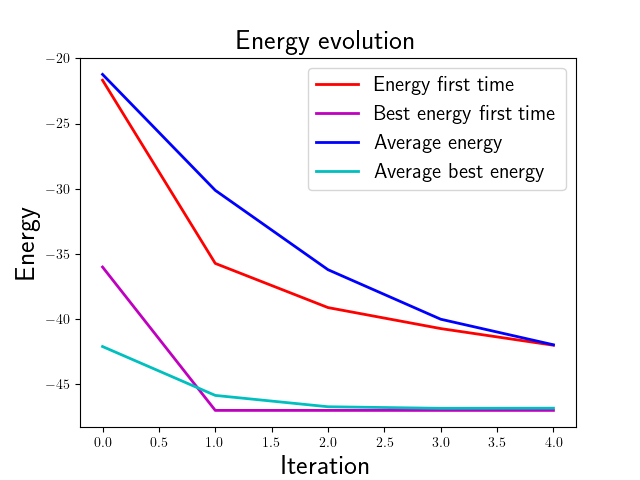 Energy evolution
−20
−25
−30
−35
−40
−45
Energy
Energy first time
Best energy first time
Average energy
Average best energy
0.0 0.5 1.0 1.5 2.0 2.5 3.0 3.5 4.0
Iteration